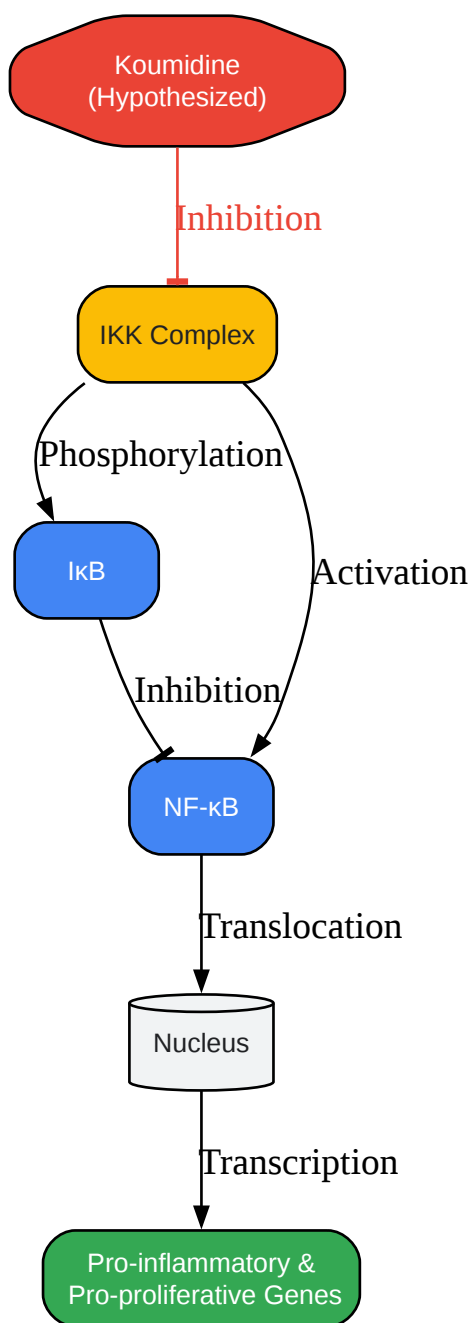 Koumidine
(Hypothesized)
Inhibition
IKK Complex
Phosphorylation
IκB
Activation
Inhibition
NF-κB
Translocation
Nucleus
Transcription
Pro-inflammatory &
Pro-proliferative Genes